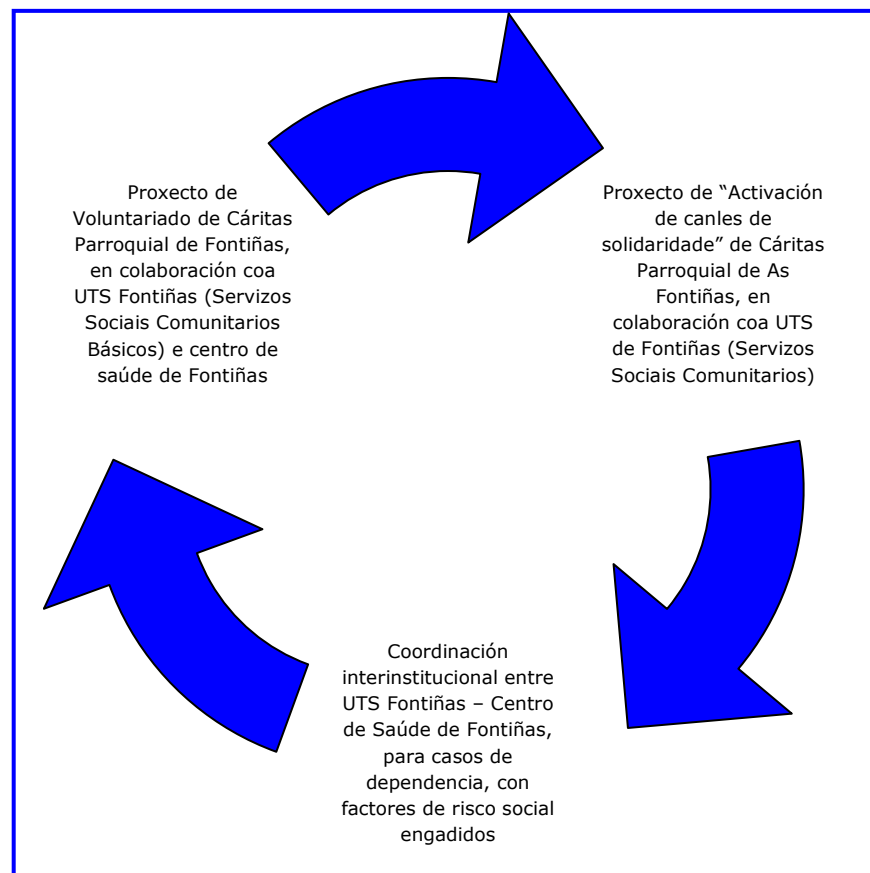 Proxecto de
Voluntariado de Cáritas
Parroquial de Fontiñas,
en colaboración coa
UTS Fontiñas (Servizos
Sociais Comunitarios
Básicos) e centro de
saúde de Fontiñas
Proxecto de “Activación
de canles de
solidaridade” de Cáritas
Parroquial de As
Fontiñas, en
colaboración coa UTS
de Fontiñas (Servizos
Sociais Comunitarios)
Coordinación
interinstitucional entre
UTS Fontiñas – Centro
de Saúde de Fontiñas,
para casos de
dependencia, con
factores de risco social
engadidos